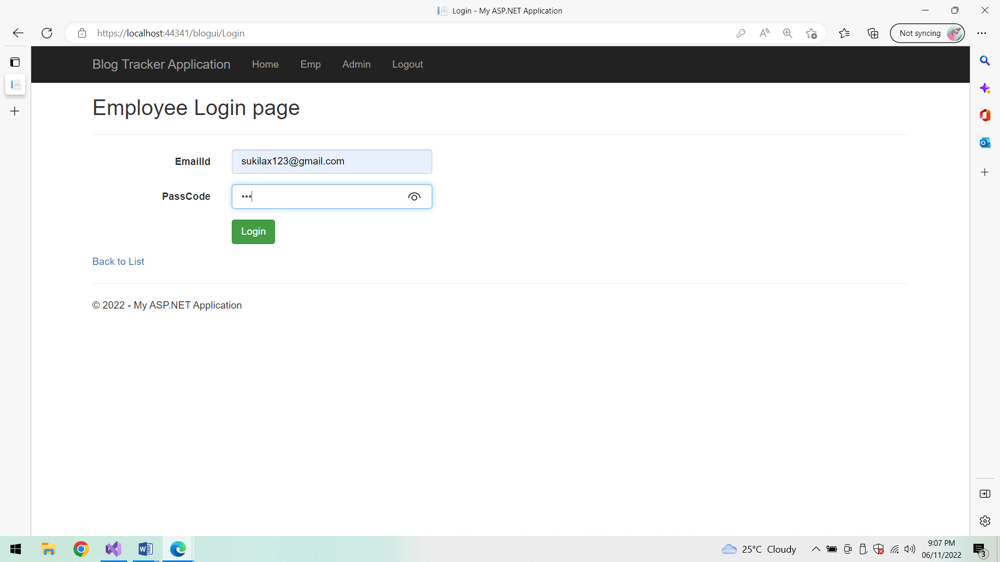 Login - My ASP.NET Application
https://localhost:44341/blogui/Login
Not syncing
Blog Tracker Application Home Emp Admin Logout
Employee Login page
EmailId sukilax123@gmail.com
PassCode •••
Login
Back to List
© 2022 - My ASP.NET Application
25°C Cloudy
9:07 PM
06/11/2022
3